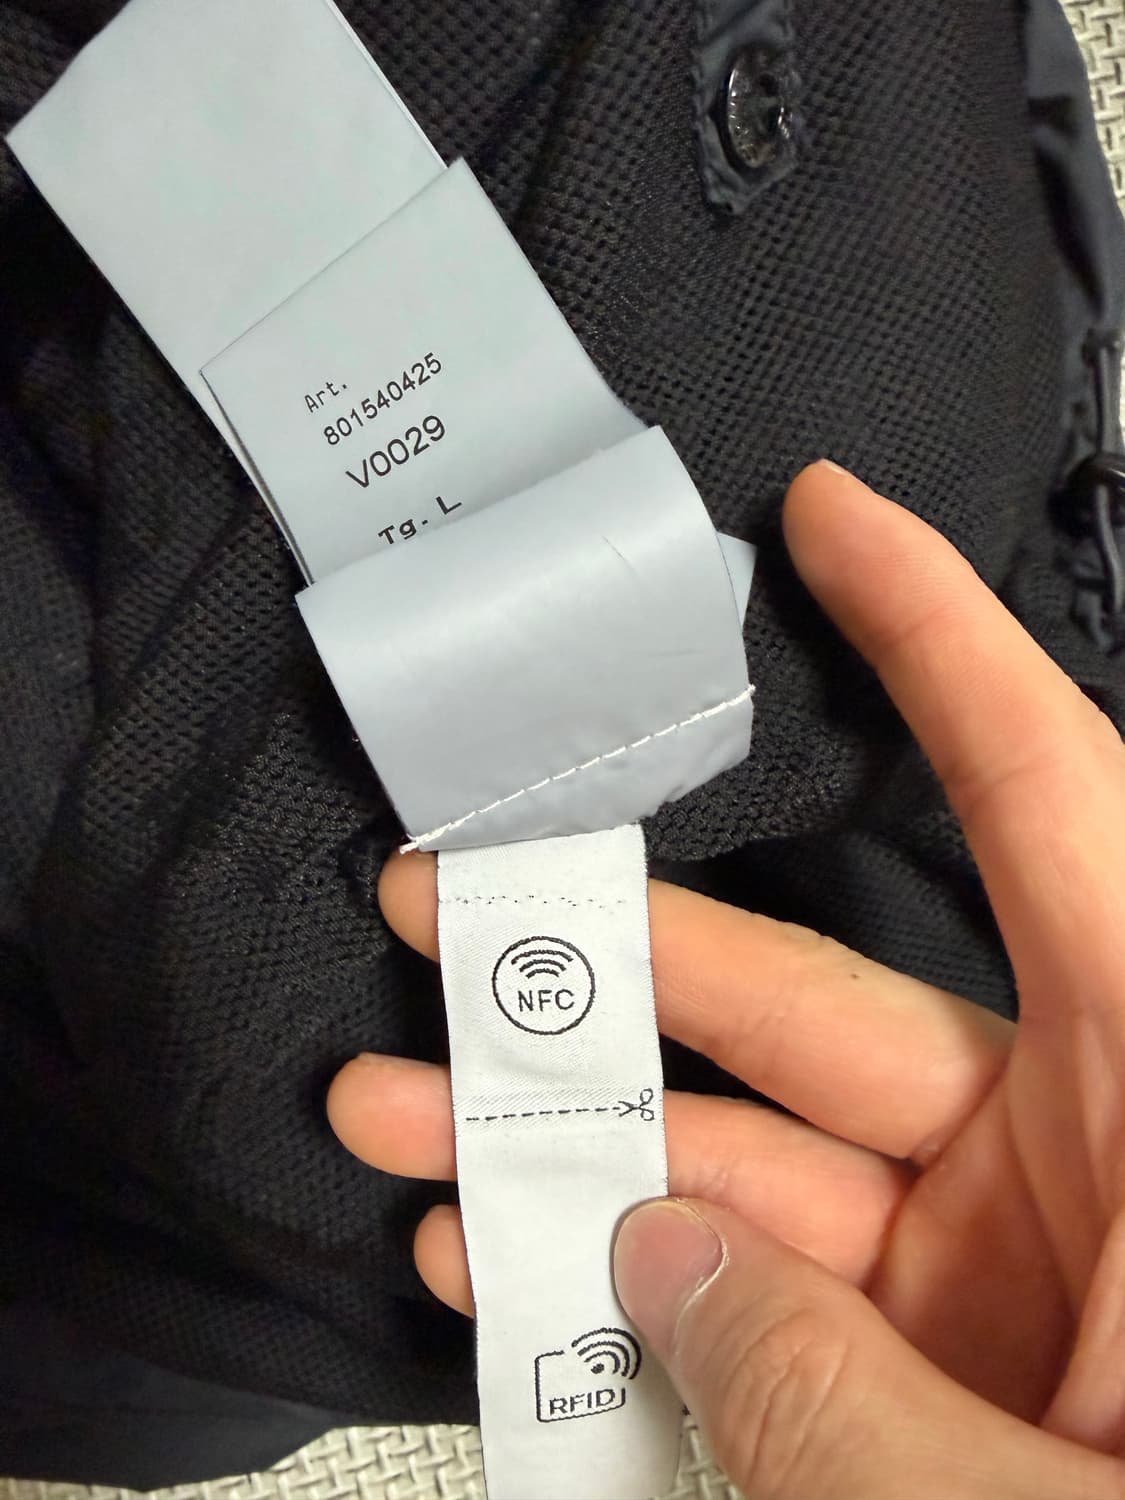 Art.
801540425
V0029
Tg. L
NFC
RFID